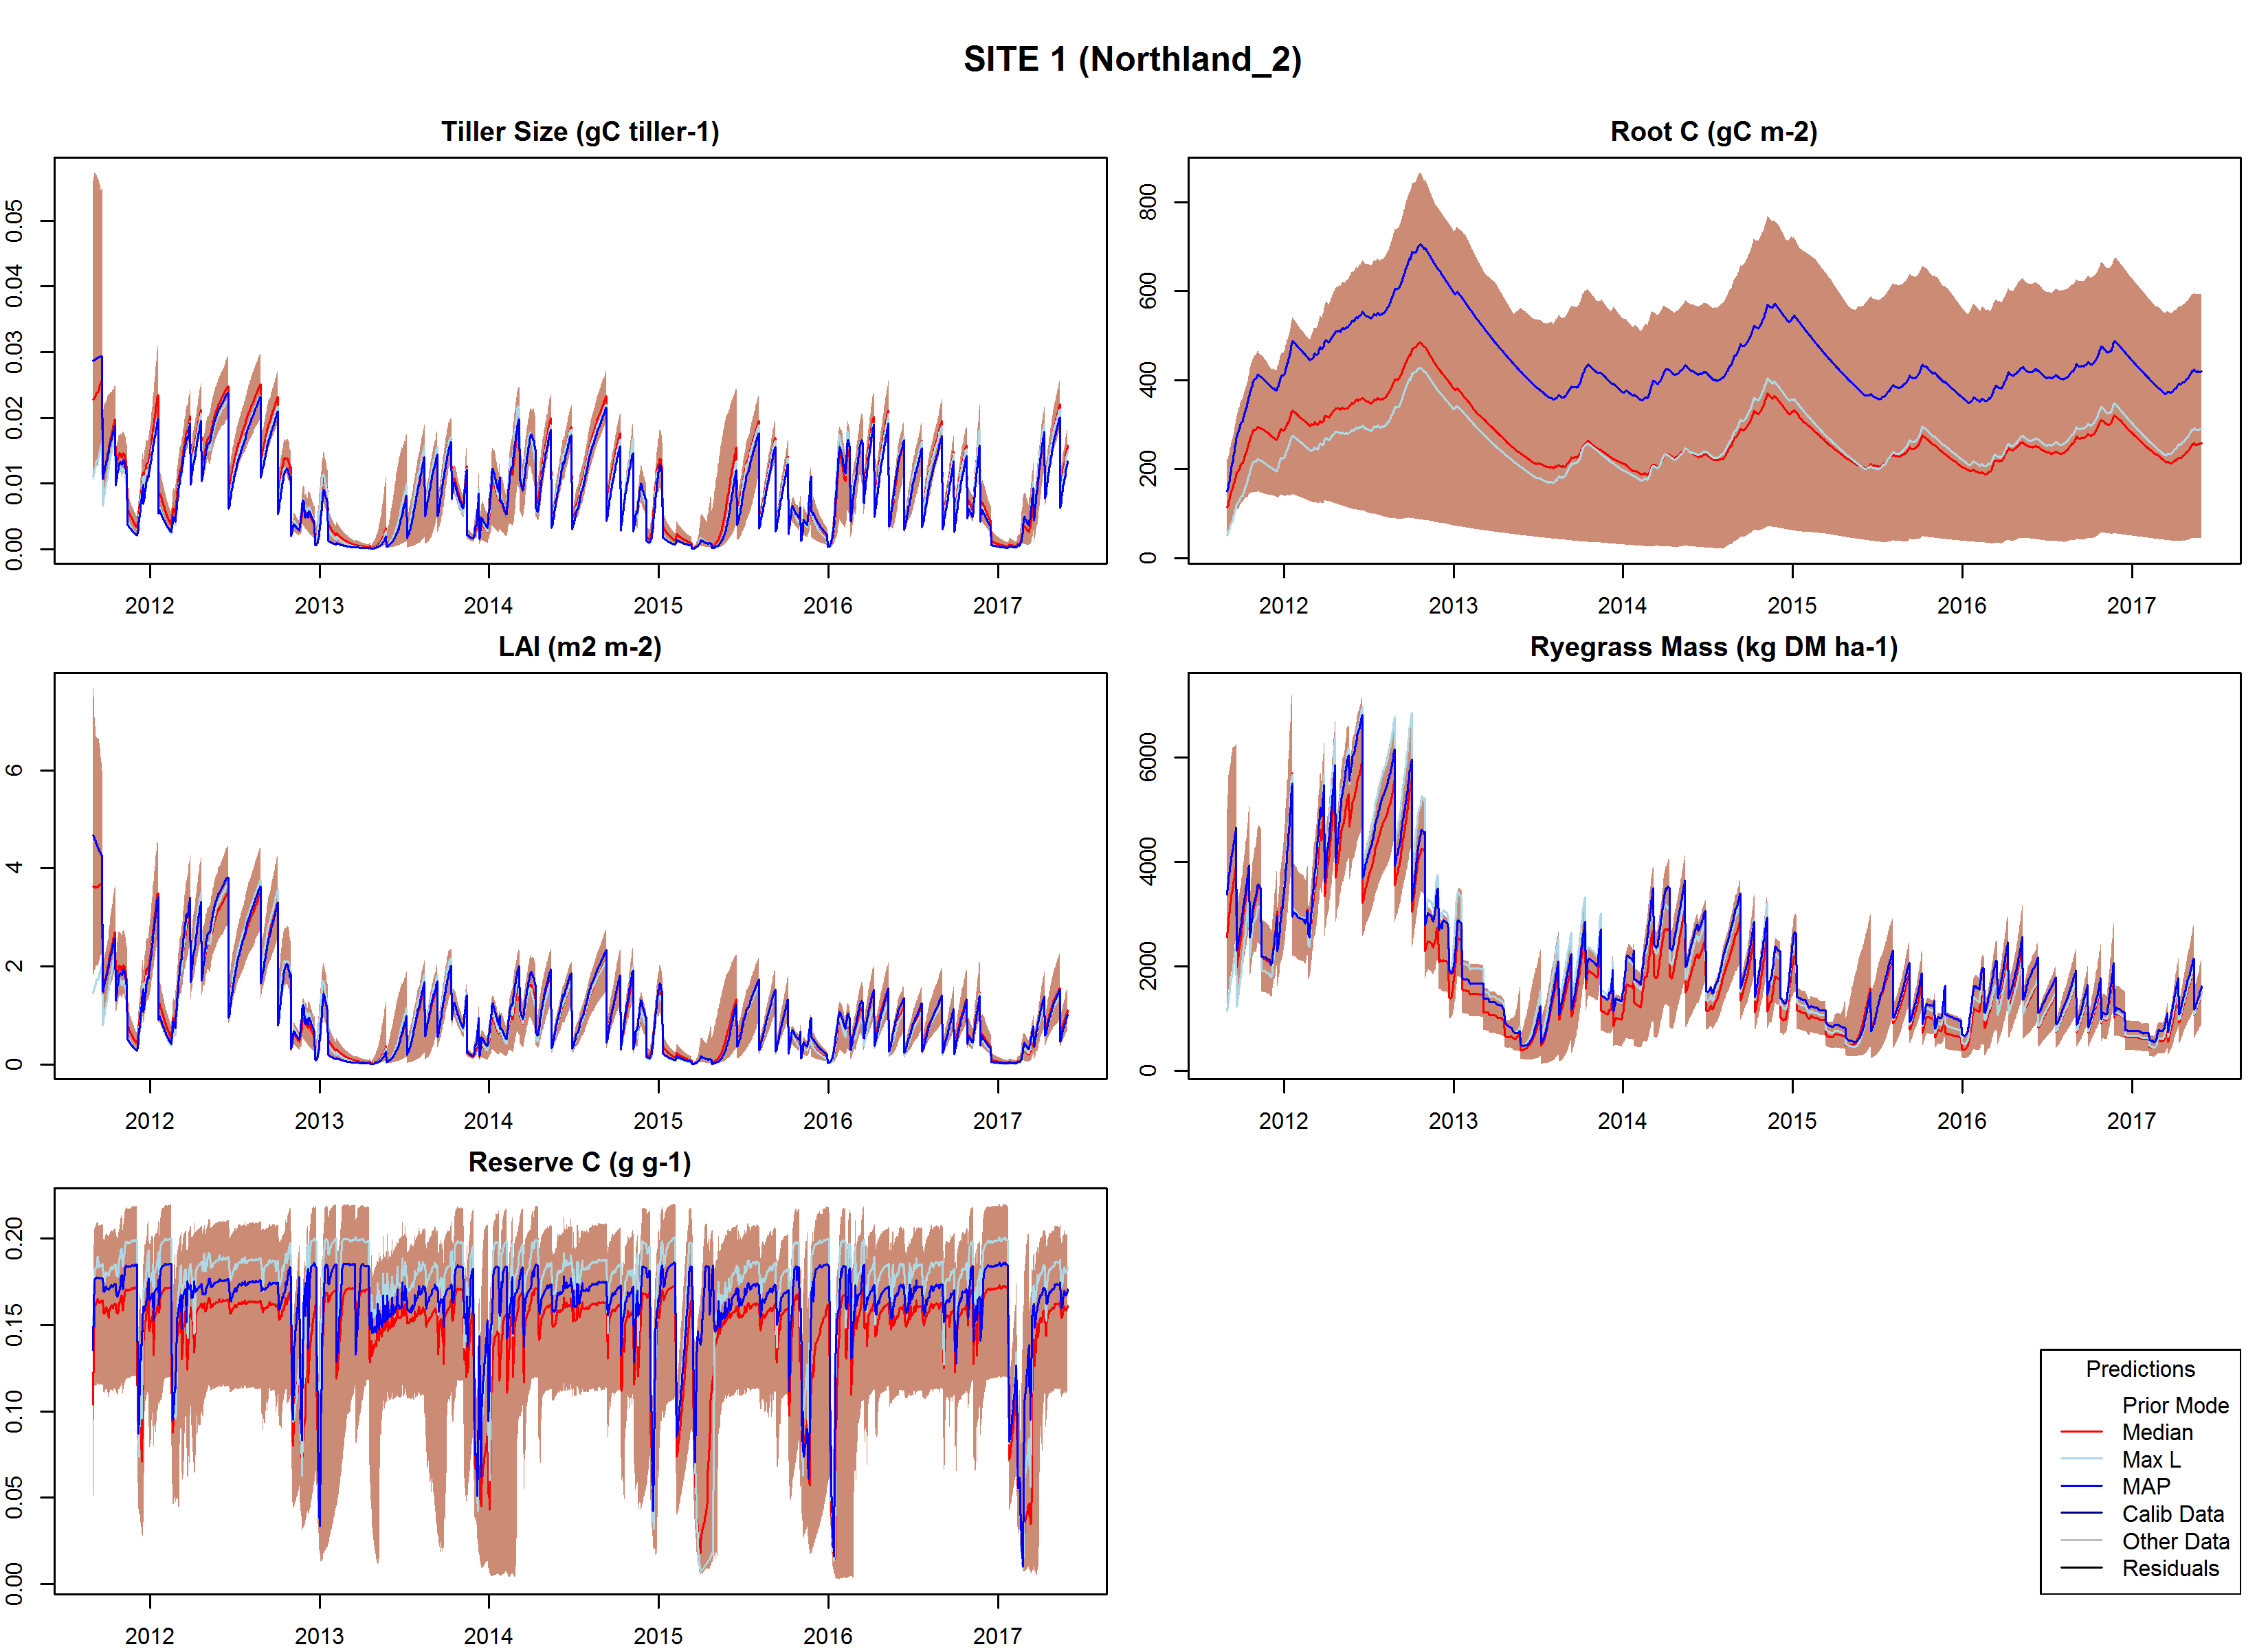 SITE 1 (Northland_2)
Tiller Size (gC tiller-1)
0.00 0.01 0.02 0.03 0.04 0.05
2012 2013 2014 2015 2016 2017
Root C (gC m-2)
0 200 400 600 800
2012 2013 2014 2015 2016 2017
LAI (m2 m-2)
0 2 4 6
2012 2013 2014 2015 2016 2017
Ryegrass Mass (kg DM ha-1)
0 2000 4000 6000
2012 2013 2014 2015 2016 2017
Reserve C (g g-1)
0.00 0.05 0.10 0.15 0.20
2012 2013 2014 2015 2016 2017
Predictions
Prior Mode
Median
Max L
MAP
Calib Data
Other Data
Residuals